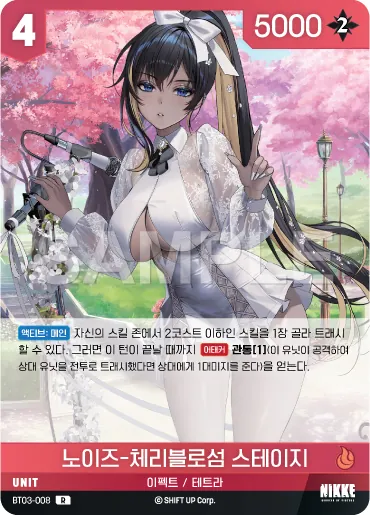 4
5000
2
SAMPLE
액티브: 메인 자신의 스킬 존에서 2코스트 이하인 스킬을 1장 골라 트래시
할 수 있다. 그러면 이 턴이 끝날 때까지 어태커 관통[1](이 유닛이 공격하여
상대 유닛을 전투로 트래시했다면 상대에게 1대미지를 준다)을 얻는다.
노이즈-체리블로섬 스테이지
UNIT
이펙트 / 테트라
BT03-008 R
©SHIFT UP Corp.
NIKKE